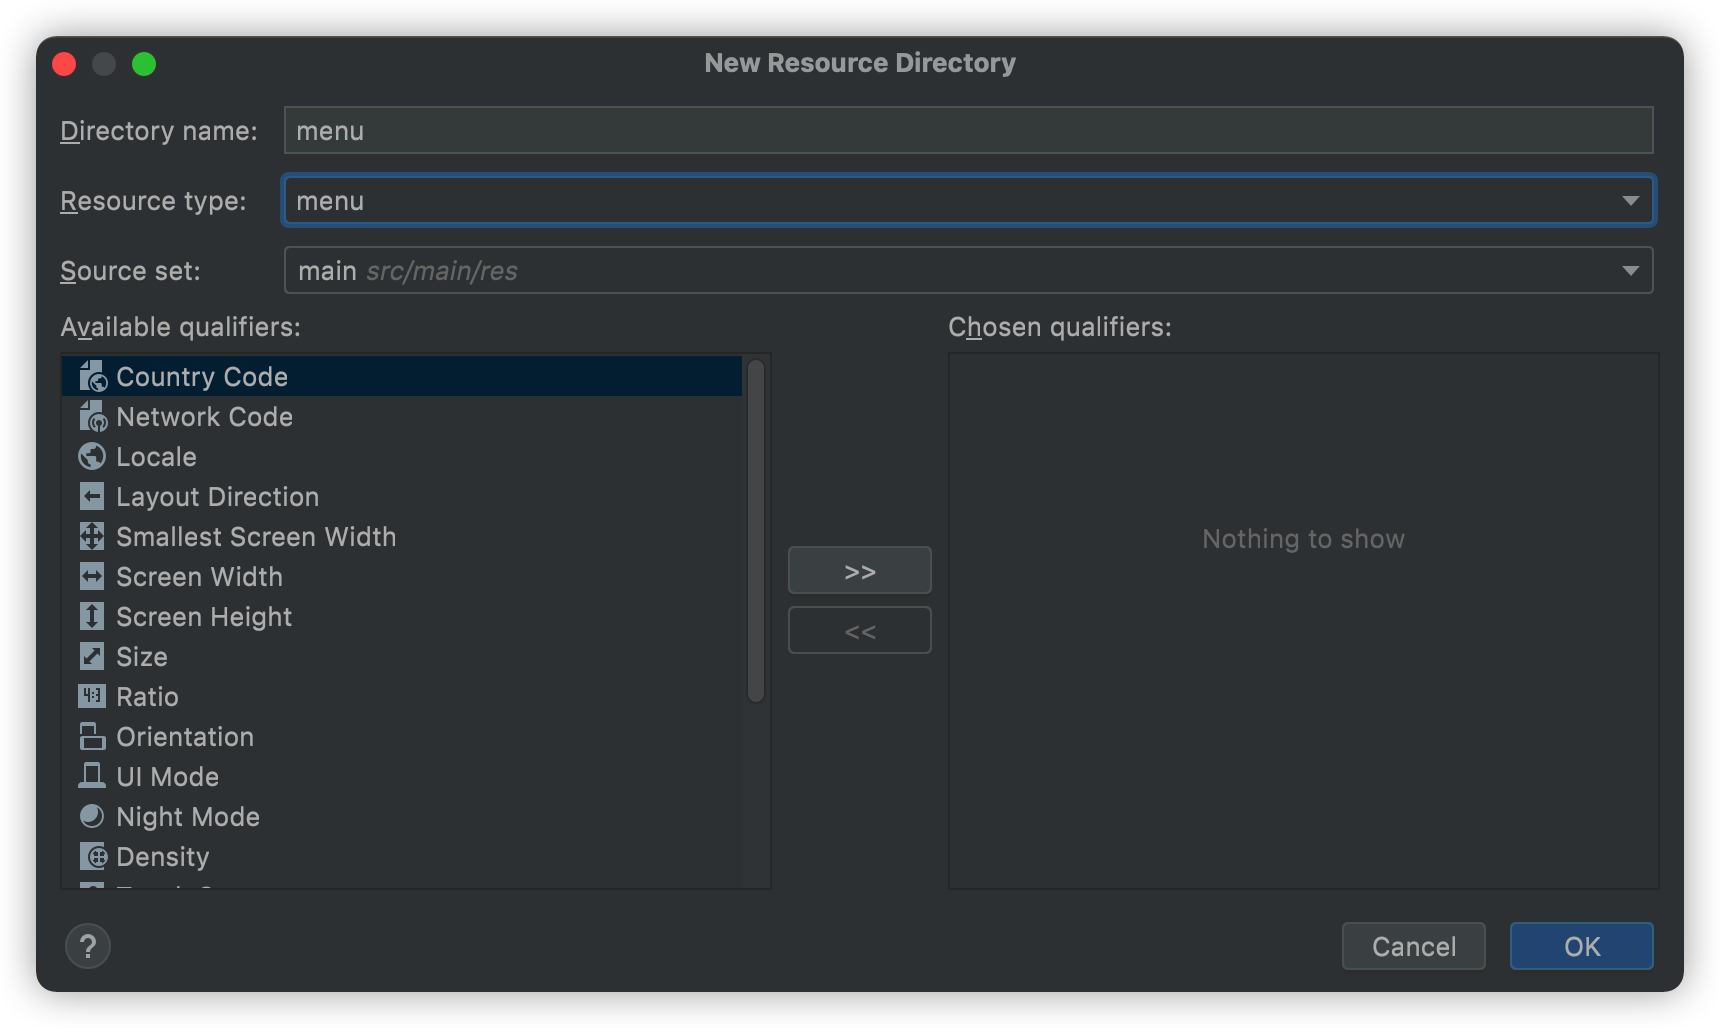 New Resource Directory
Directory name: menu
Resource type: menu
Source set: main src/main/res
Available qualifiers:
Chosen qualifiers:
Country Code
Network Code
Locale
Layout Direction
Smallest Screen Width
Screen Width
Screen Height
Size
4:3 Ratio
Orientation
UI Mode
Night Mode
Density
>>
<<
Nothing to show
?
Cancel
OK